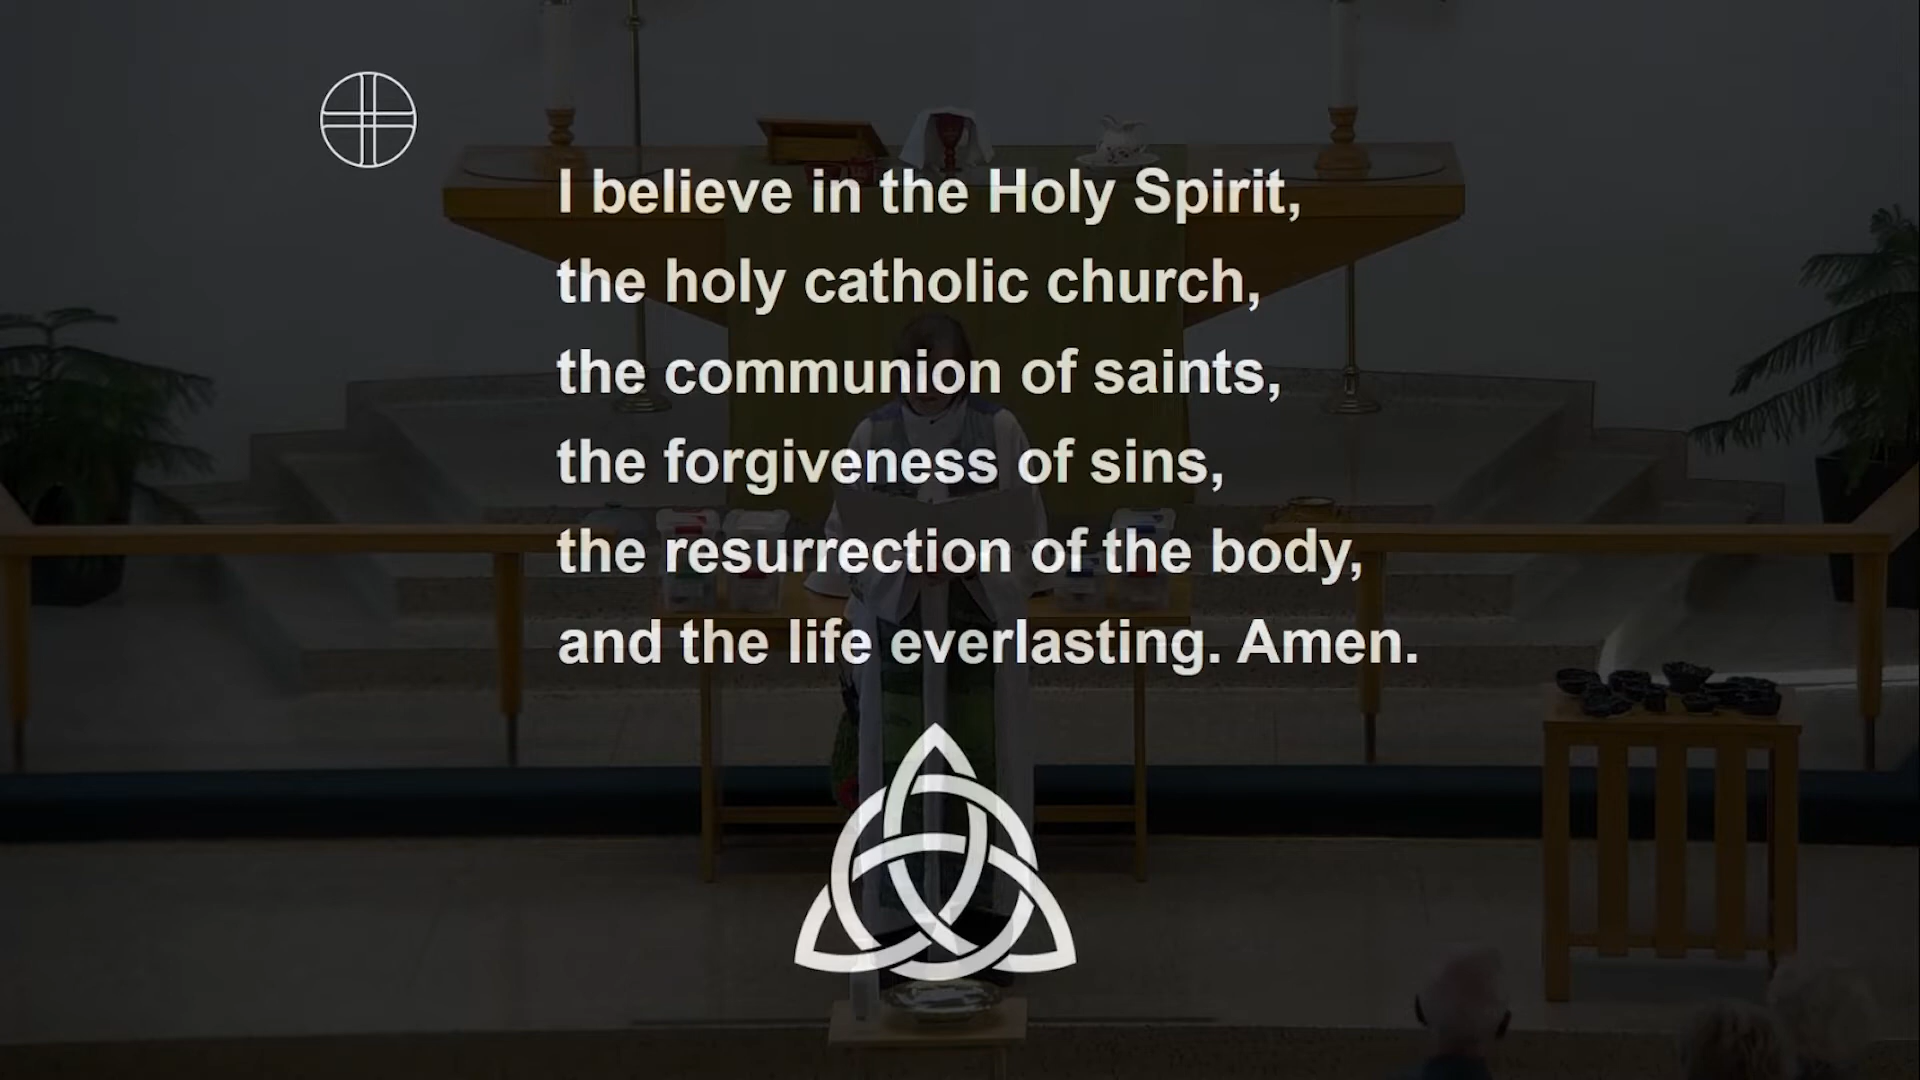 I believe in the Holy Spirit,
the holy catholic church,
the communion of saints,
the forgiveness of sins,
the resurrection of the body,
and the life everlasting. Amen.